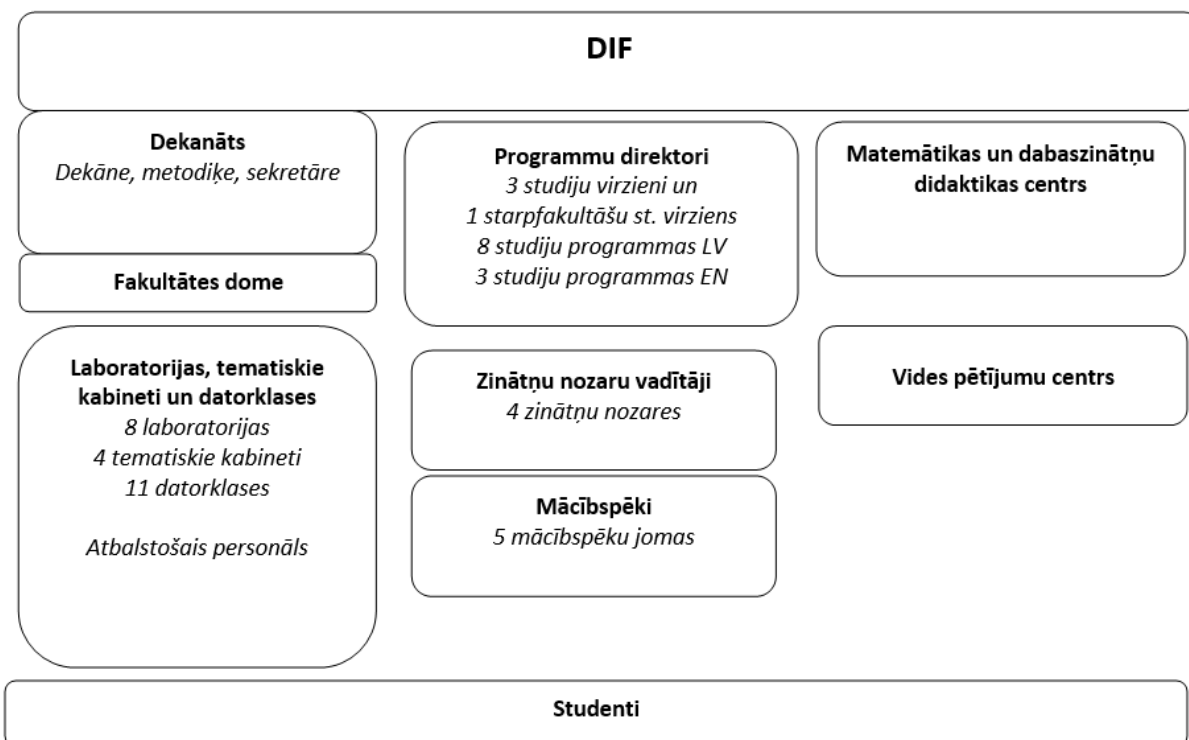 DIF
Dekanāts
Dekāne, metodiķe, sekretāre
Fakultātes dome
Laboratorijas, tematiskie
kabineti un datorklases
8 laboratorijas
4 tematiskie kabineti
11 datorklases
Atbalstošais personāls
Programmu direktori
3 studiju virzieni un
1 starpfakultāšu st. virziens
8 studiju programmas LV
3 studiju programmas EN
Zinātņu nozaru vadītāji
4 zinātņu nozares
Mācībspēki
5 mācībspēku jomas
Matemātikas un dabaszinātņu
didaktikas centrs
Vides pētījumu centrs
Studenti